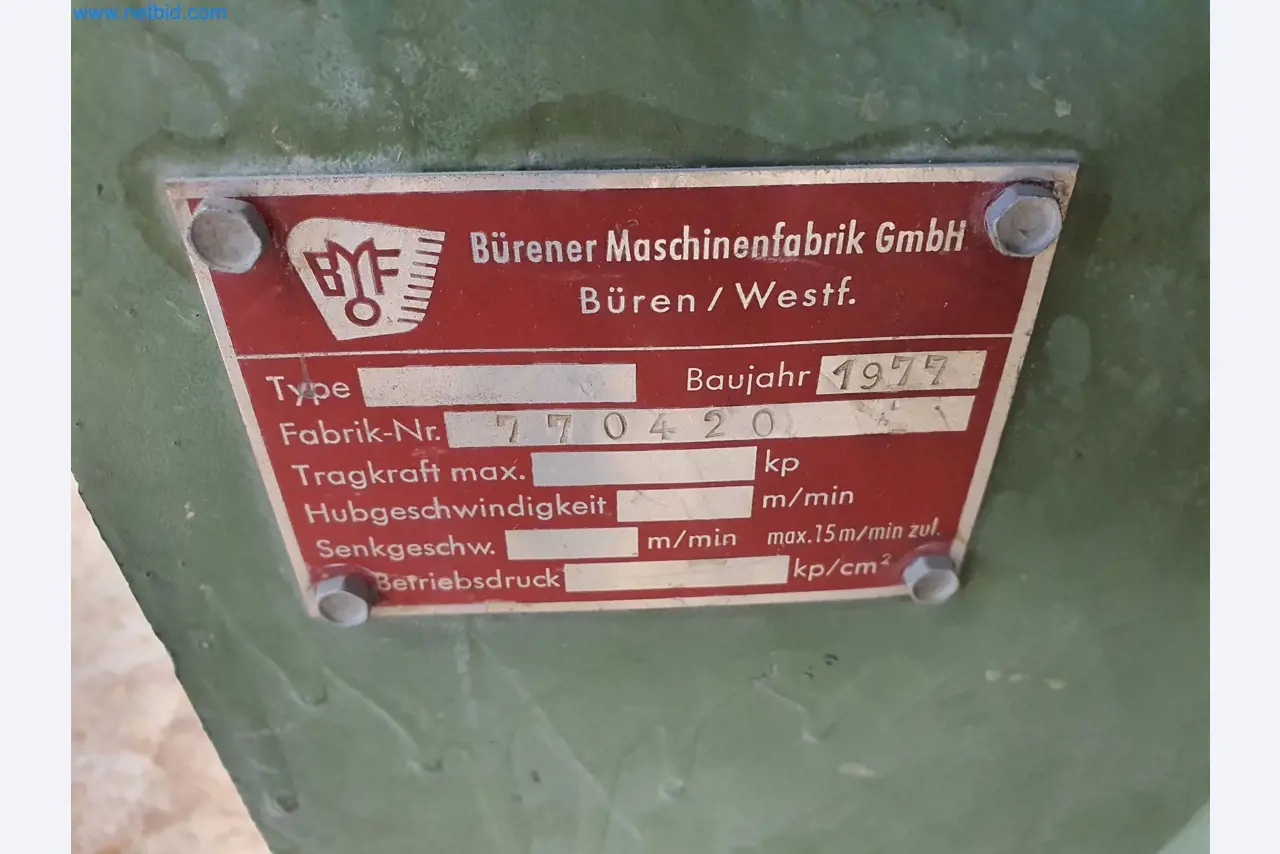 www.netbid.com
BMF
Bürener Maschinenfabrik GmbH
Büren / Westf.
Type Baujahr 1977
Fabrik-Nr. 770420
Tragkraft max. kp
Hubgeschwindigkeit m/min
Senkgeschw. m/min max. 15 m/min zul.
Betriebsdruck kp/cm²